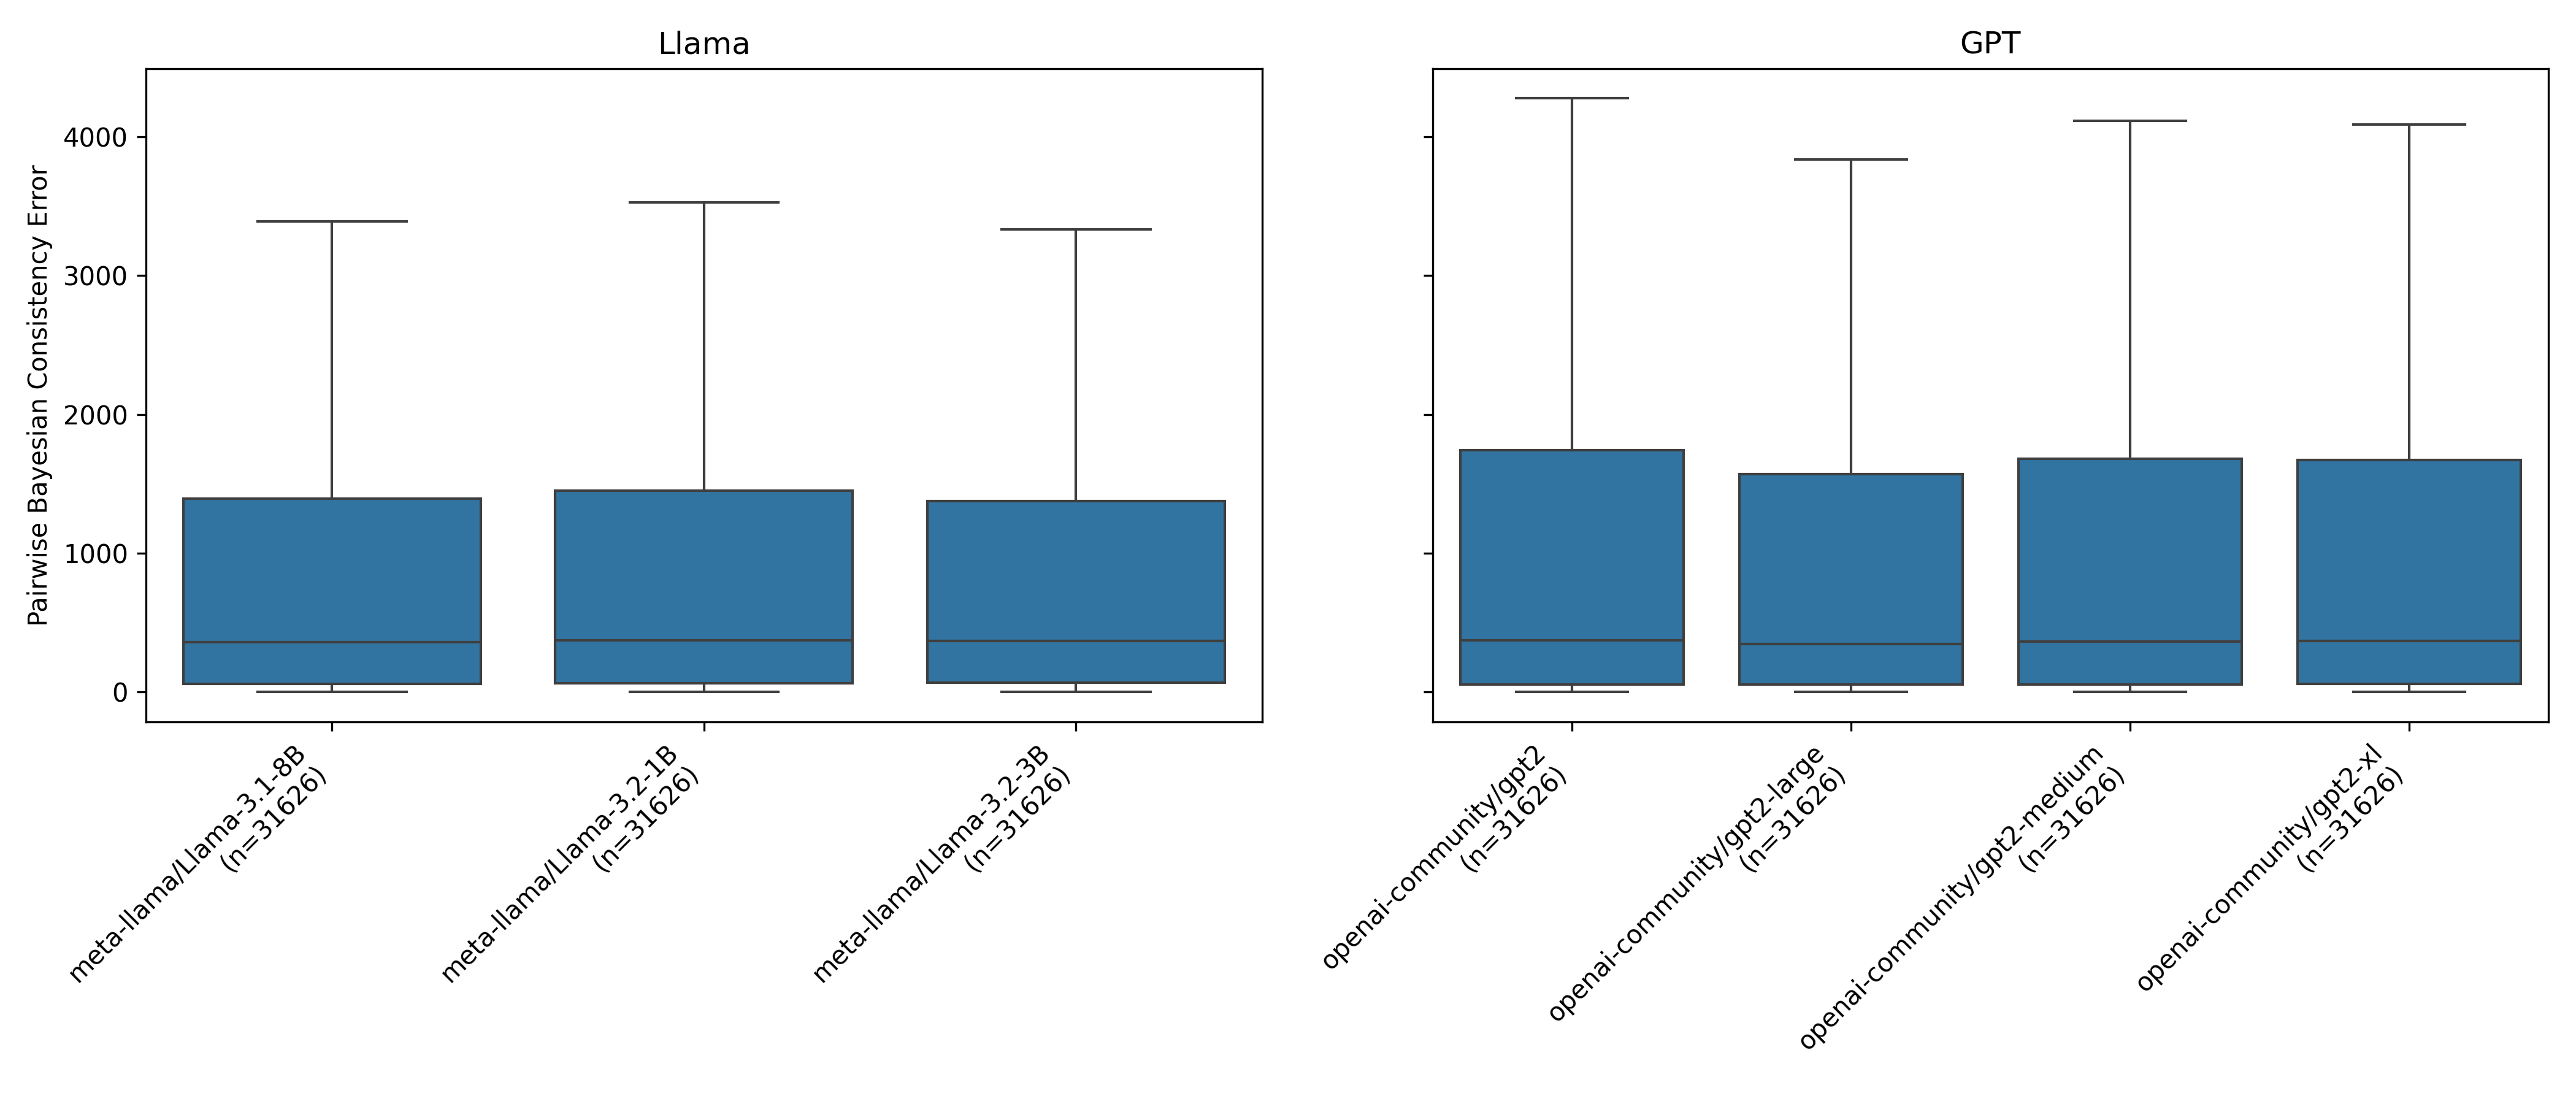 Llama
GPT
Pairwise Bayesian Consistency Error
4000
3000
2000
1000
0
meta-llama/Llama-3.1-8B
(n=31626)
meta-llama/Llama-3.2-1B
(n=31626)
meta-llama/Llama-3.2-3B
(n=31626)
openai-community/gpt2
(n=31626)
openai-community/gpt2-large
(n=31626)
openai-community/gpt2-medium
(n=31626)
openai-community/gpt2-xl
(n=31626)